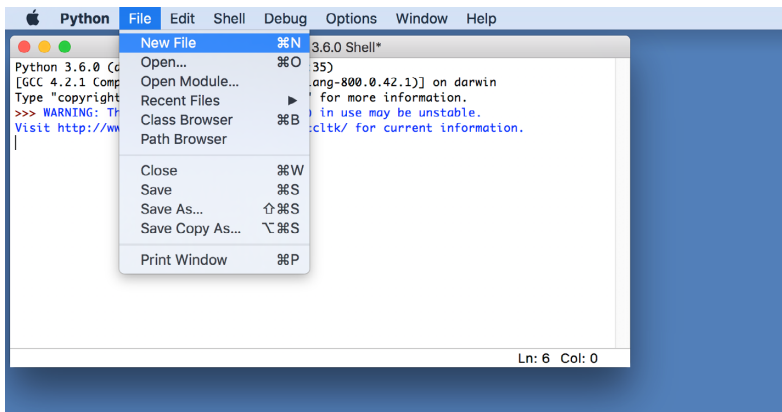 Python File Edit Shell Debug Options Window Help
3.6.0 Shell*
New File ⌘N
Open... ⌘O
Open Module...
Recent Files ▶
Class Browser ⌘B
Path Browser
Close ⌘W
Save ⌘S
Save As... ⇧⌘S
Save Copy As... ⌥⌘S
Print Window ⌘P
Python 3.6.0 ( 35)
[GCC 4.2.1 Comp ang-800.0.42.1)] on darwin
Type "copyright " for more information.
>>> WARNING: Th ) in use may be unstable.
Visit http://ww cltk/ for current information.
Ln: 6 Col: 0